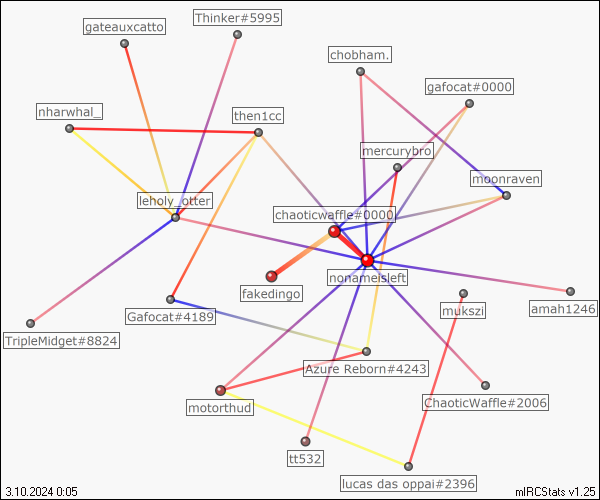 Thinker#5995
gateauxcatto
chobham.
gafocat#0000
nharwhal_
then1cc
mercurybro
moonraven
leholy_otter
chaoticwaffle#0000
nonameisleft
fakedingo
mukszi
amah1246
Gafocat#4189
TripleMidget#8824
Azure Reborn#4243
ChaoticWaffle#2006
motorthud
tt532
lucas das oppai#2396
3.10.2024 0:05
mIRCStats v1.25